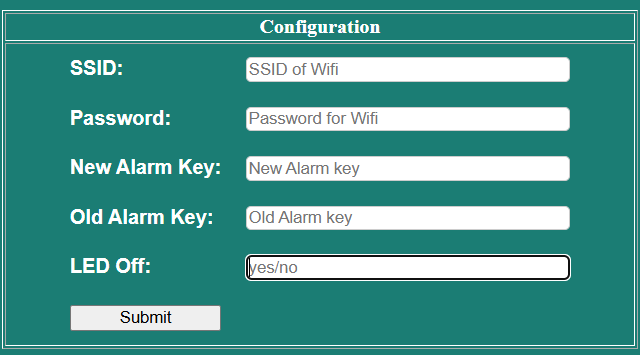 Configuration
SSID: SSID of Wifi
Password: Password for Wifi
New Alarm Key: New Alarm key
Old Alarm Key: Old Alarm key
LED Off: yes/no
Submit